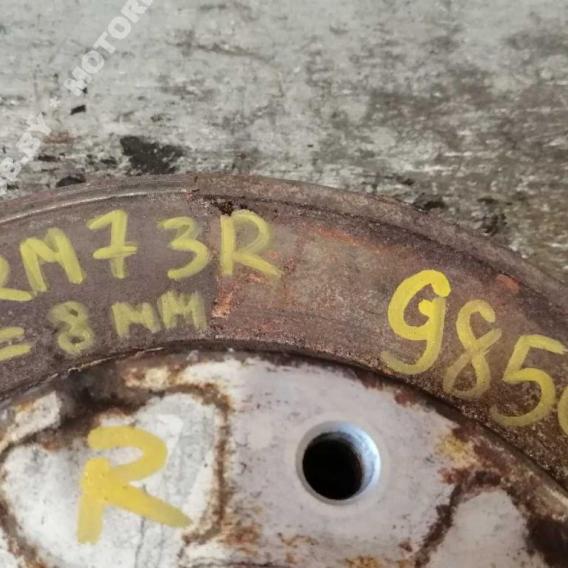 RM73R
= 8 MM
985
R